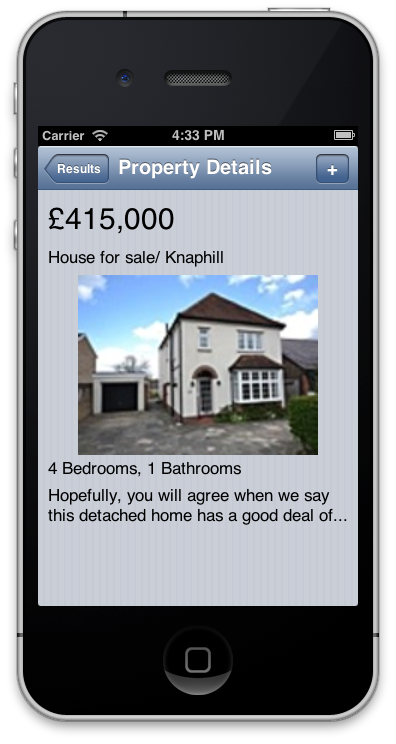 Carrier 4:33 PM
Results Property Details +
£415,000
House for sale/ Knaphill
4 Bedrooms, 1 Bathrooms
Hopefully, you will agree when we say
this detached home has a good deal of...